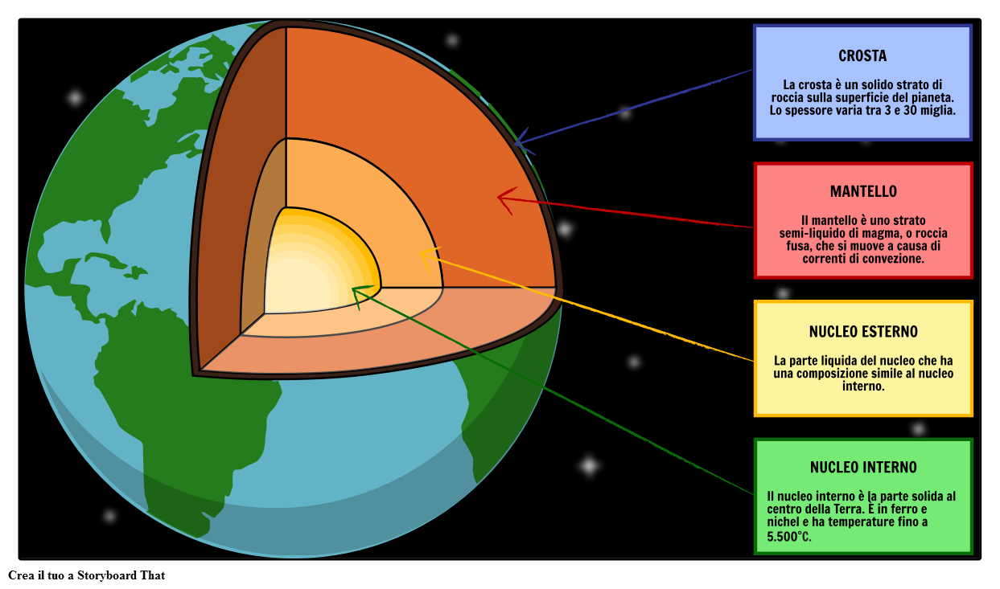 CROSTA
La crosta è un solido strato di
roccia sulla superficie del pianeta.
Lo spessore varia tra 3 e 30 miglia.
MANTELLO
Il mantello è uno strato
semi-liquido di magma, o roccia
fusa, che si muove a causa di
correnti di convezione.
NUCLEO ESTERNO
La parte liquida del nucleo che ha
una composizione simile al nucleo
interno.
NUCLEO INTERNO
Il nucleo interno è la parte solida al
centro della Terra. È in ferro e
nichel e ha temperature fino a
5.500°C.
Crea il tuo a Storyboard That